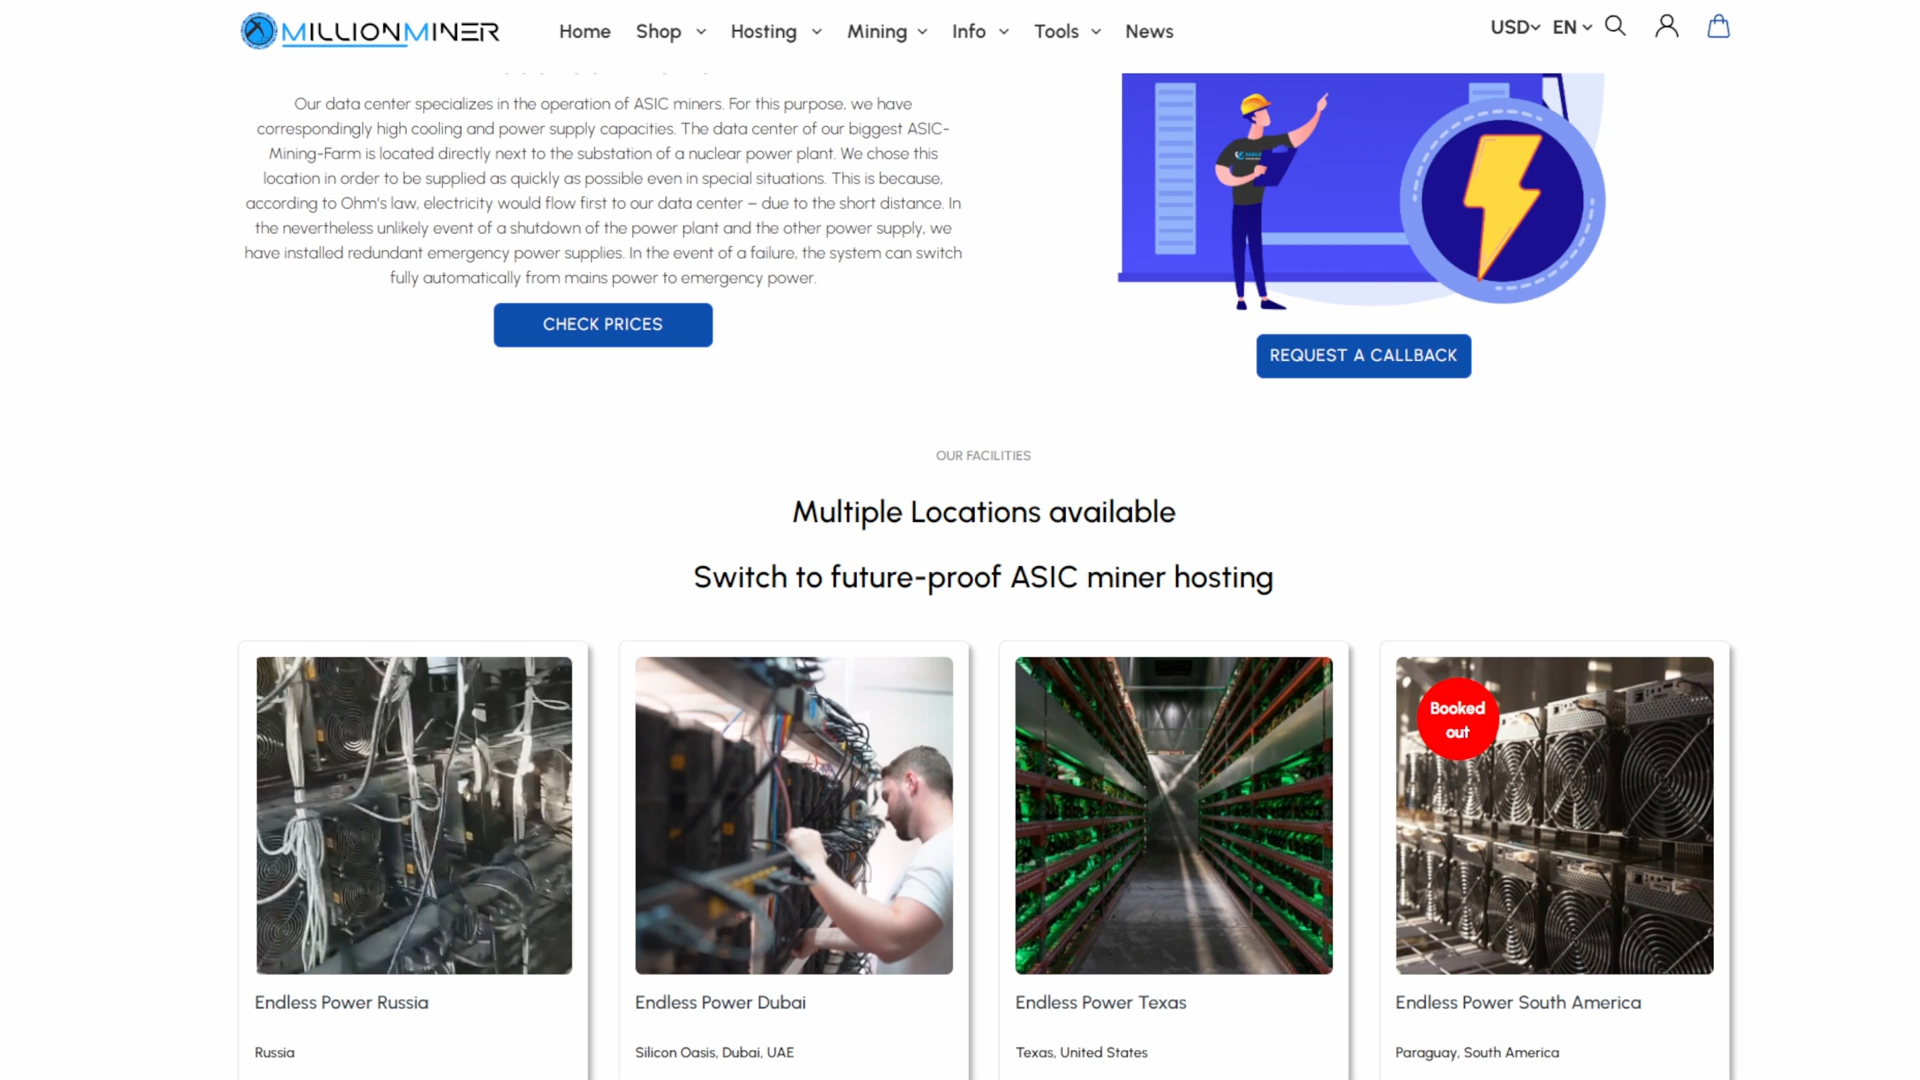 MILLIONMINER
Home Shop Hosting Mining Info Tools News
USD EN
Our data center specializes in the operation of ASIC miners. For this purpose, we have
correspondingly high cooling and power supply capacities. The data center of our biggest ASIC-
Mining-Farm is located directly next to the substation of a nuclear power plant. We chose this
location in order to be supplied as quickly as possible even in special situations. This is because,
according to Ohm's law, electricity would flow first to our data center – due to the short distance. In
the nevertheless unlikely event of a shutdown of the power plant and the other power supply, we
have installed redundant emergency power supplies. In the event of a failure, the system can switch
fully automatically from mains power to emergency power.
CHECK PRICES
REQUEST A CALLBACK
OUR FACILITIES
Multiple Locations available
Switch to future-proof ASIC miner hosting
Booked
out
Endless Power Russia
Russia
Endless Power Dubai
Silicon Oasis, Dubai, UAE
Endless Power Texas
Texas, United States
Endless Power South America
Paraguay, South America